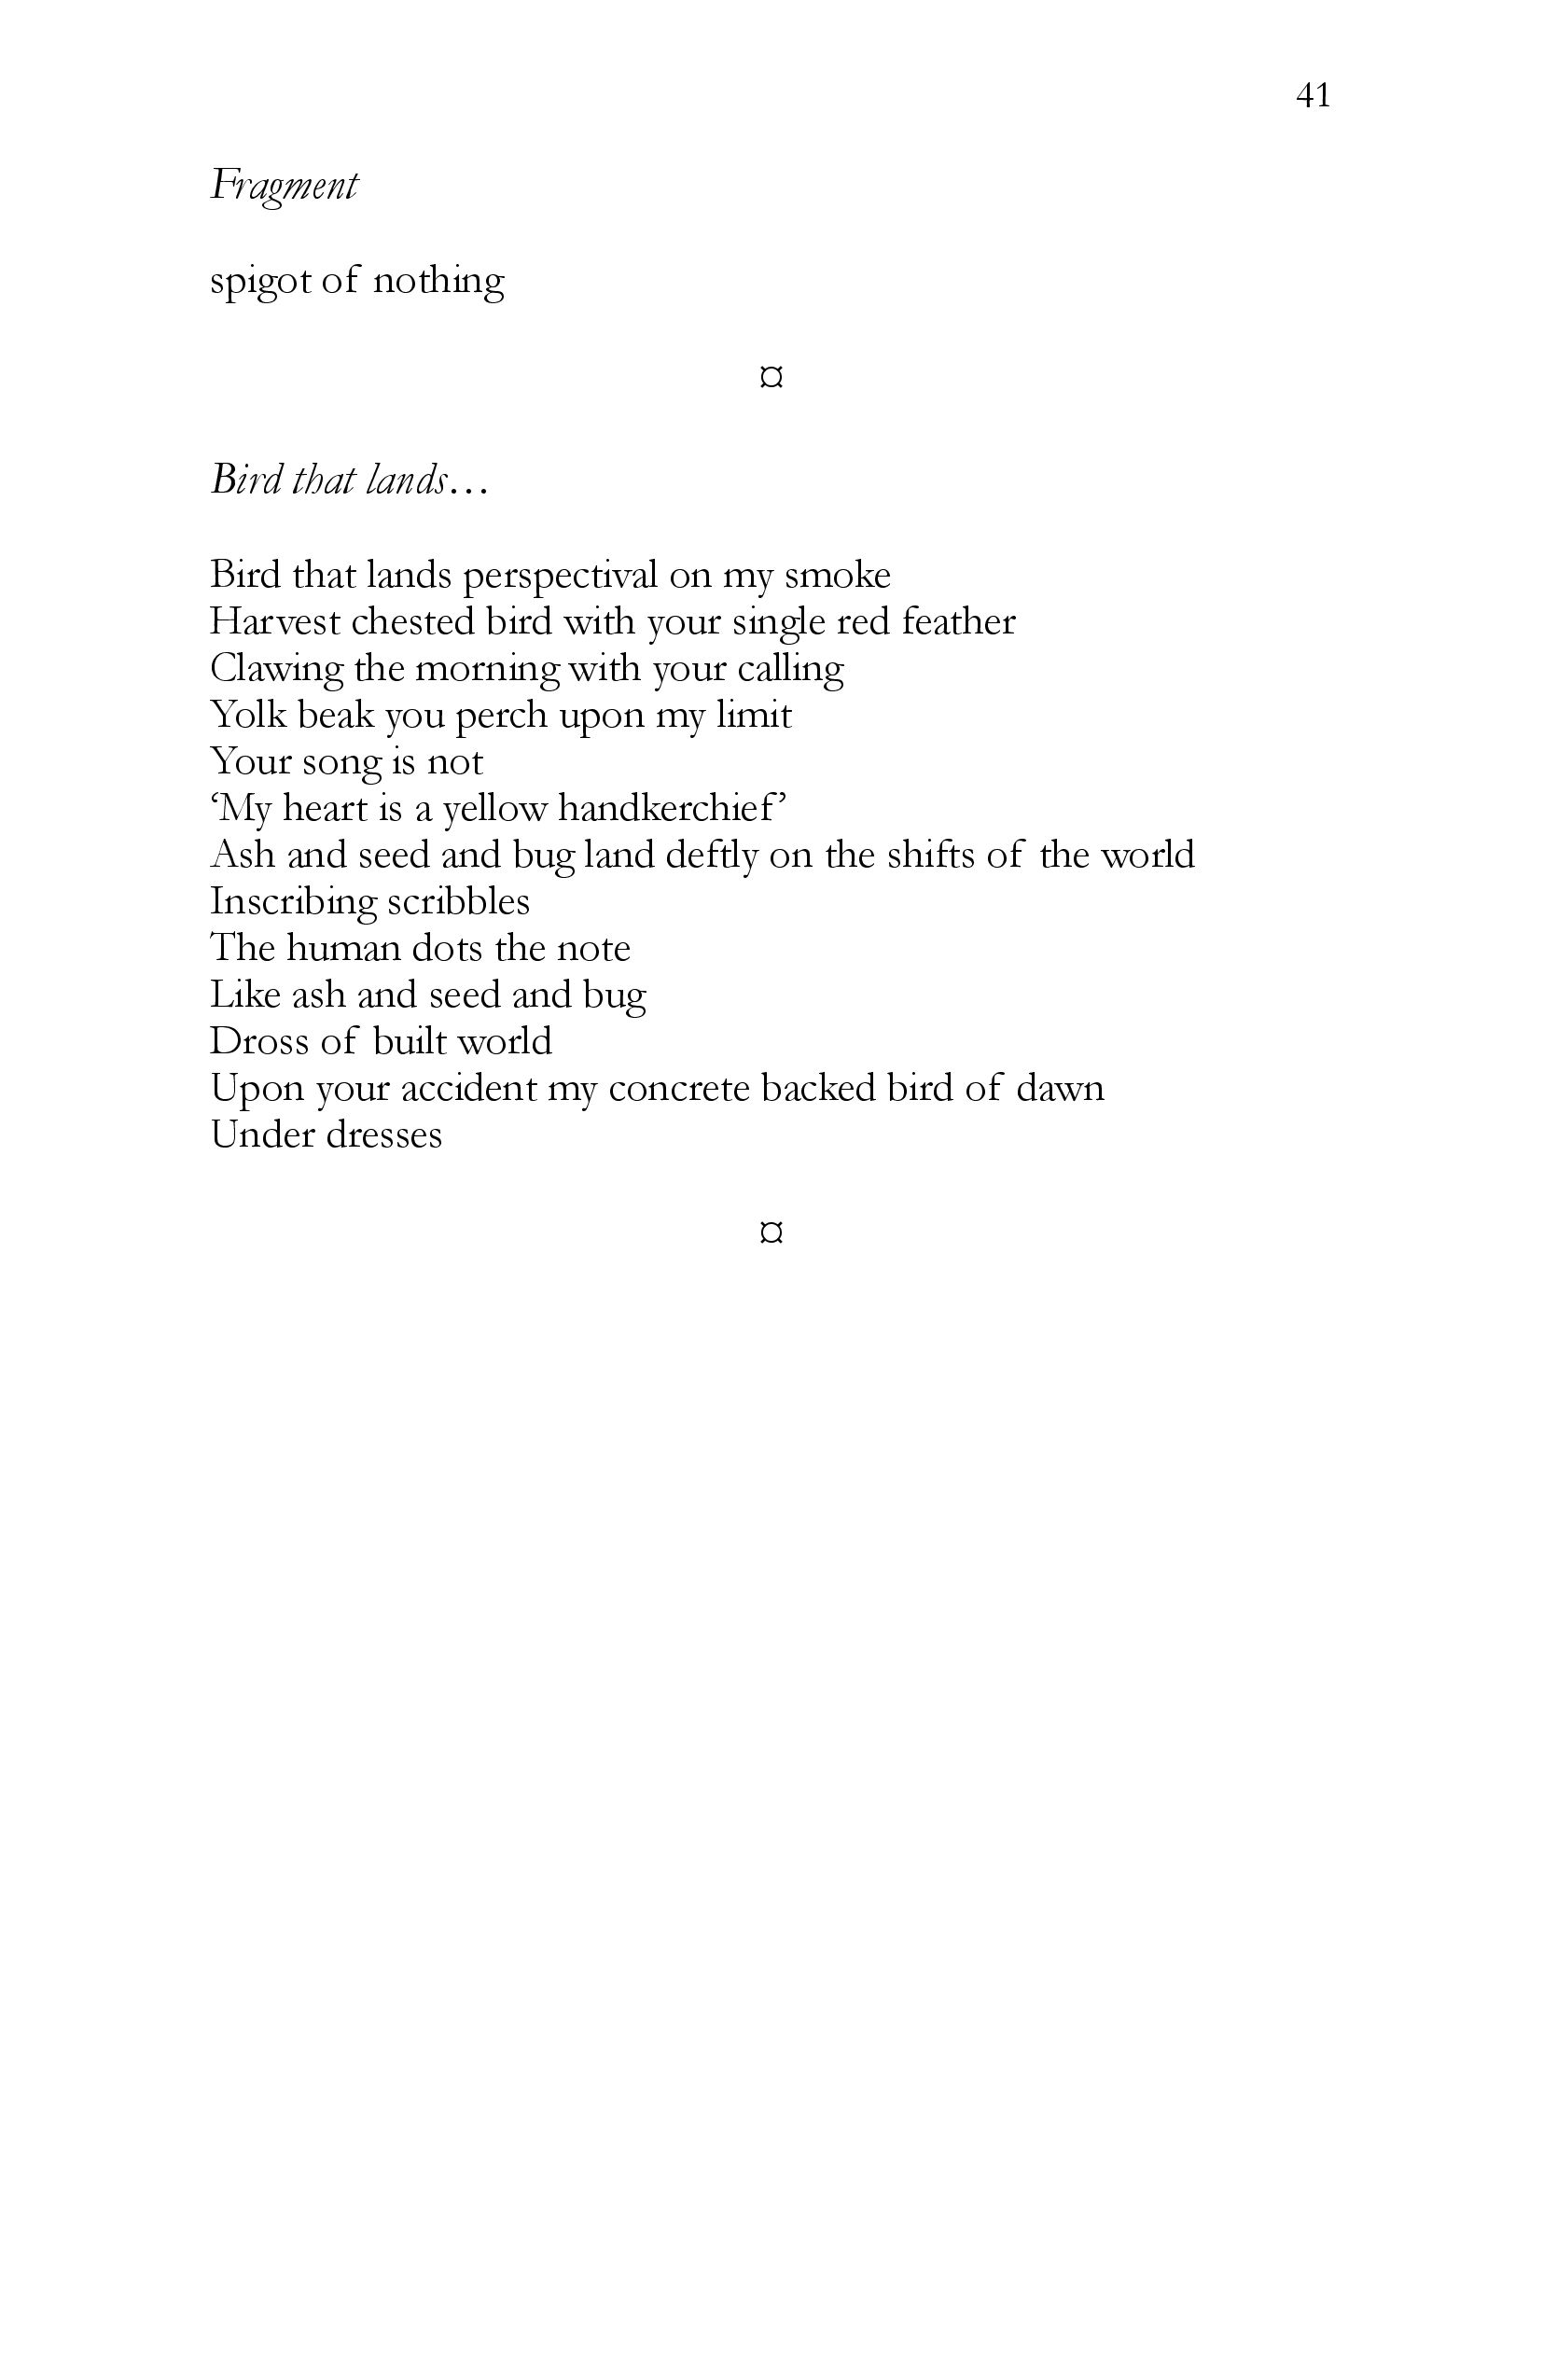 41
Fragment
spigot of nothing
¤
Bird that lands…
Bird that lands perspectival on my smoke
Harvest chested bird with your single red feather
Clawing the morning with your calling
Yolk beak you perch upon my limit
Your song is not
‘My heart is a yellow handkerchief’
Ash and seed and bug land deftly on the shifts of the world
Inscribing scribbles
The human dots the note
Like ash and seed and bug
Dross of built world
Upon your accident my concrete backed bird of dawn
Under dresses
¤